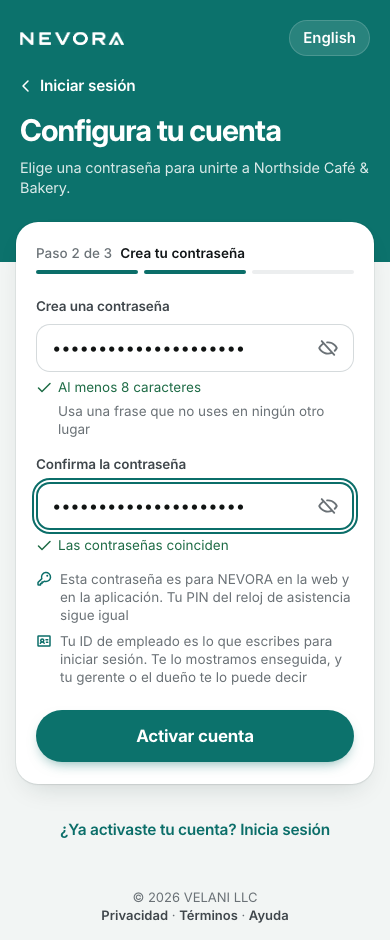 NEVORA
English
Iniciar sesión
Configura tu cuenta
Elige una contraseña para unirte a Northside Café &
Bakery.
Paso 2 de 3 Crea tu contraseña
Crea una contraseña
•••••••••••••••••••••
Al menos 8 caracteres
Usa una frase que no uses en ningún otro
lugar
Confirma la contraseña
•••••••••••••••••••••
Las contraseñas coinciden
Esta contraseña es para NEVORA en la web y
en la aplicación. Tu PIN del reloj de asistencia
sigue igual
Tu ID de empleado es lo que escribes para
iniciar sesión. Te lo mostramos enseguida, y
tu gerente o el dueño te lo puede decir
Activar cuenta
¿Ya activaste tu cuenta? Inicia sesión
© 2026 VELANI LLC
Privacidad · Términos · Ayuda